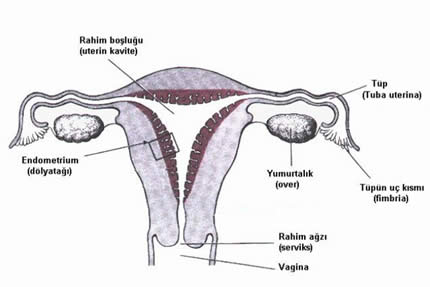 Rahim boşluğu
(uterin kavite)
Tüp
(Tuba uterina)
Endometrium
(dölyatağı)
Yumurtalık
(over)
Tüpün uç kısmı
(fimbria)
Rahim ağzı
(serviks)
Vagina